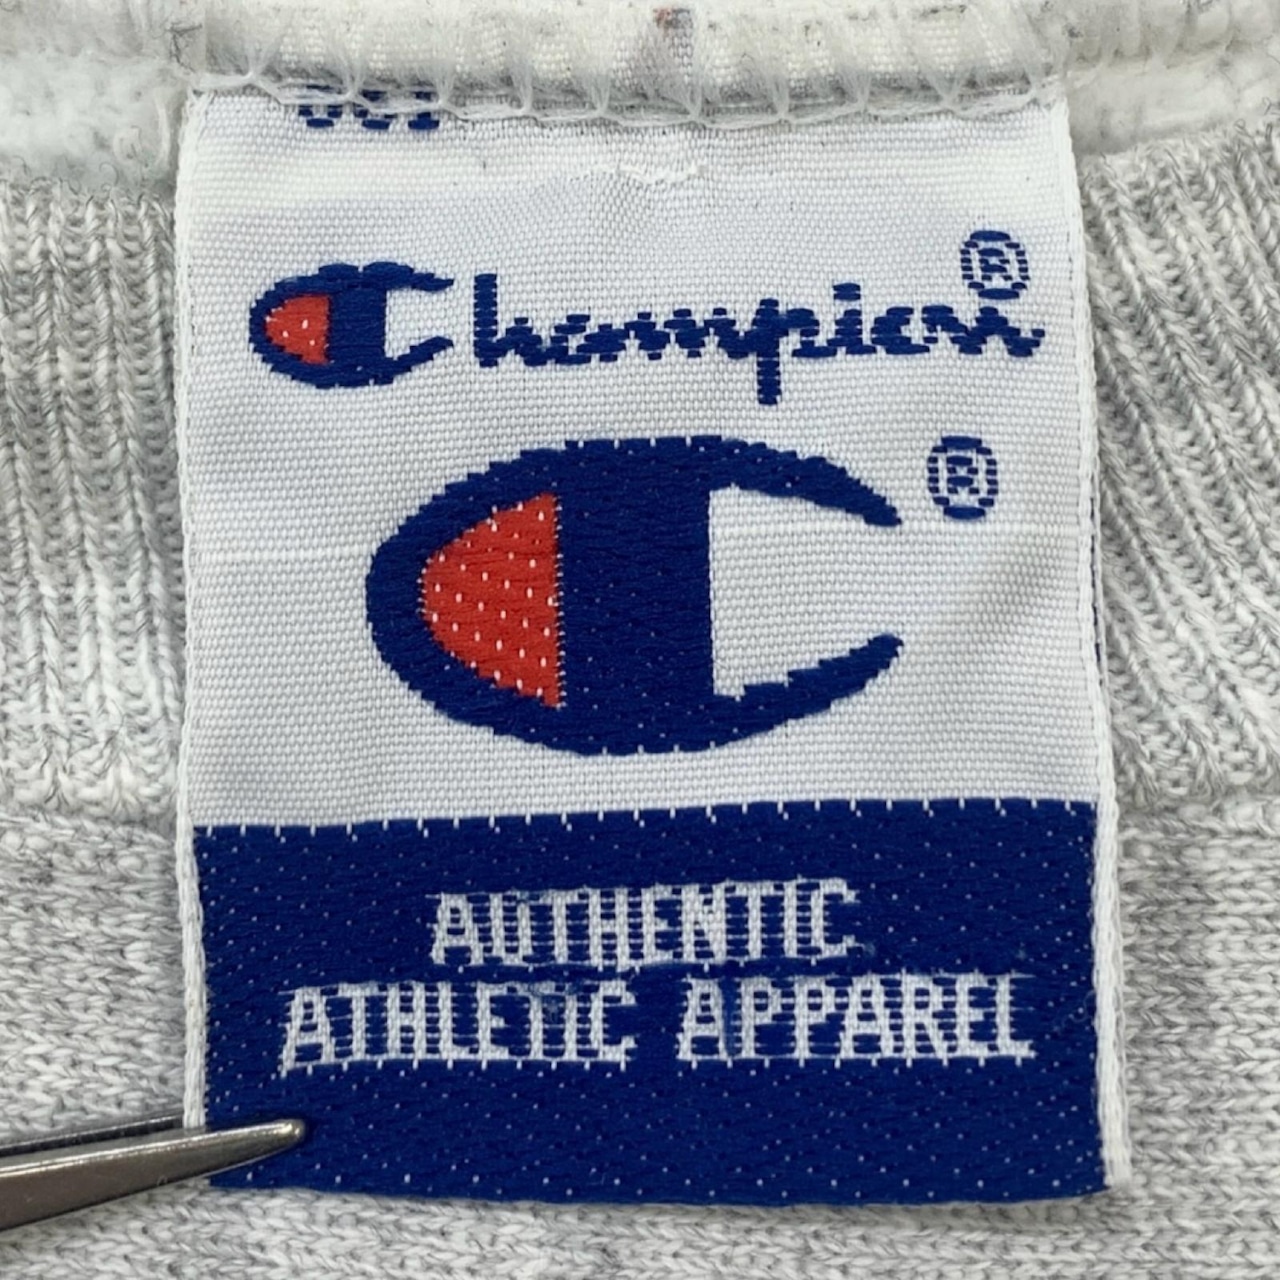 Champion®
®
AUTHENTIC
ATHLETIC APPAREL